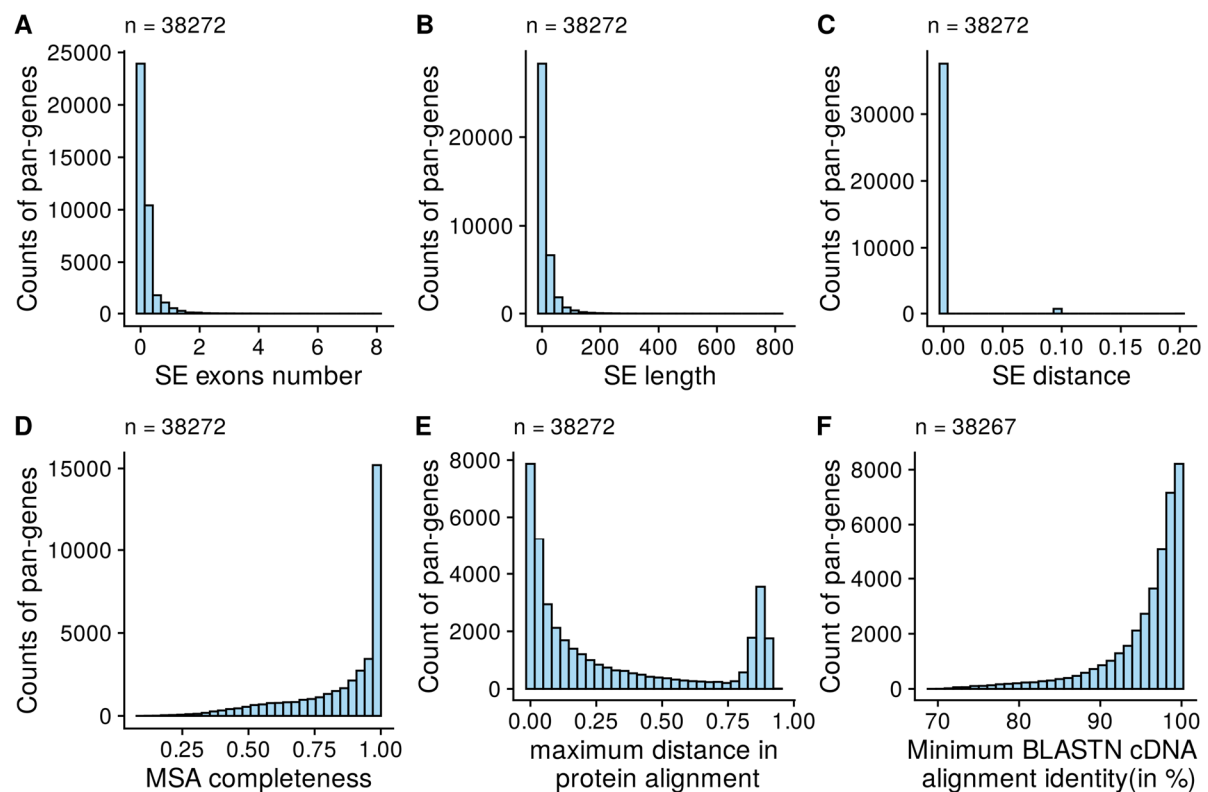 A
n = 38272
Counts of pan-genes
25000
20000
15000
10000
5000
0
0 2 4 6 8
SE exons number
B
n = 38272
Counts of pan-genes
20000
10000
0
0 200 400 600 800
SE length
C
n = 38272
Counts of pan-genes
30000
20000
10000
0
0.00 0.05 0.10 0.15 0.20
SE distance
D
n = 38272
Counts of pan-genes
15000
10000
5000
0
0.25 0.50 0.75 1.00
MSA completeness
E
n = 38272
Count of pan-genes
8000
6000
4000
2000
0
0.00 0.25 0.50 0.75 1.00
maximum distance in
protein alignment
F
n = 38267
Count of pan-genes
8000
6000
4000
2000
0
70 80 90 100
Minimum BLASTN cDNA
alignment identity(in %)